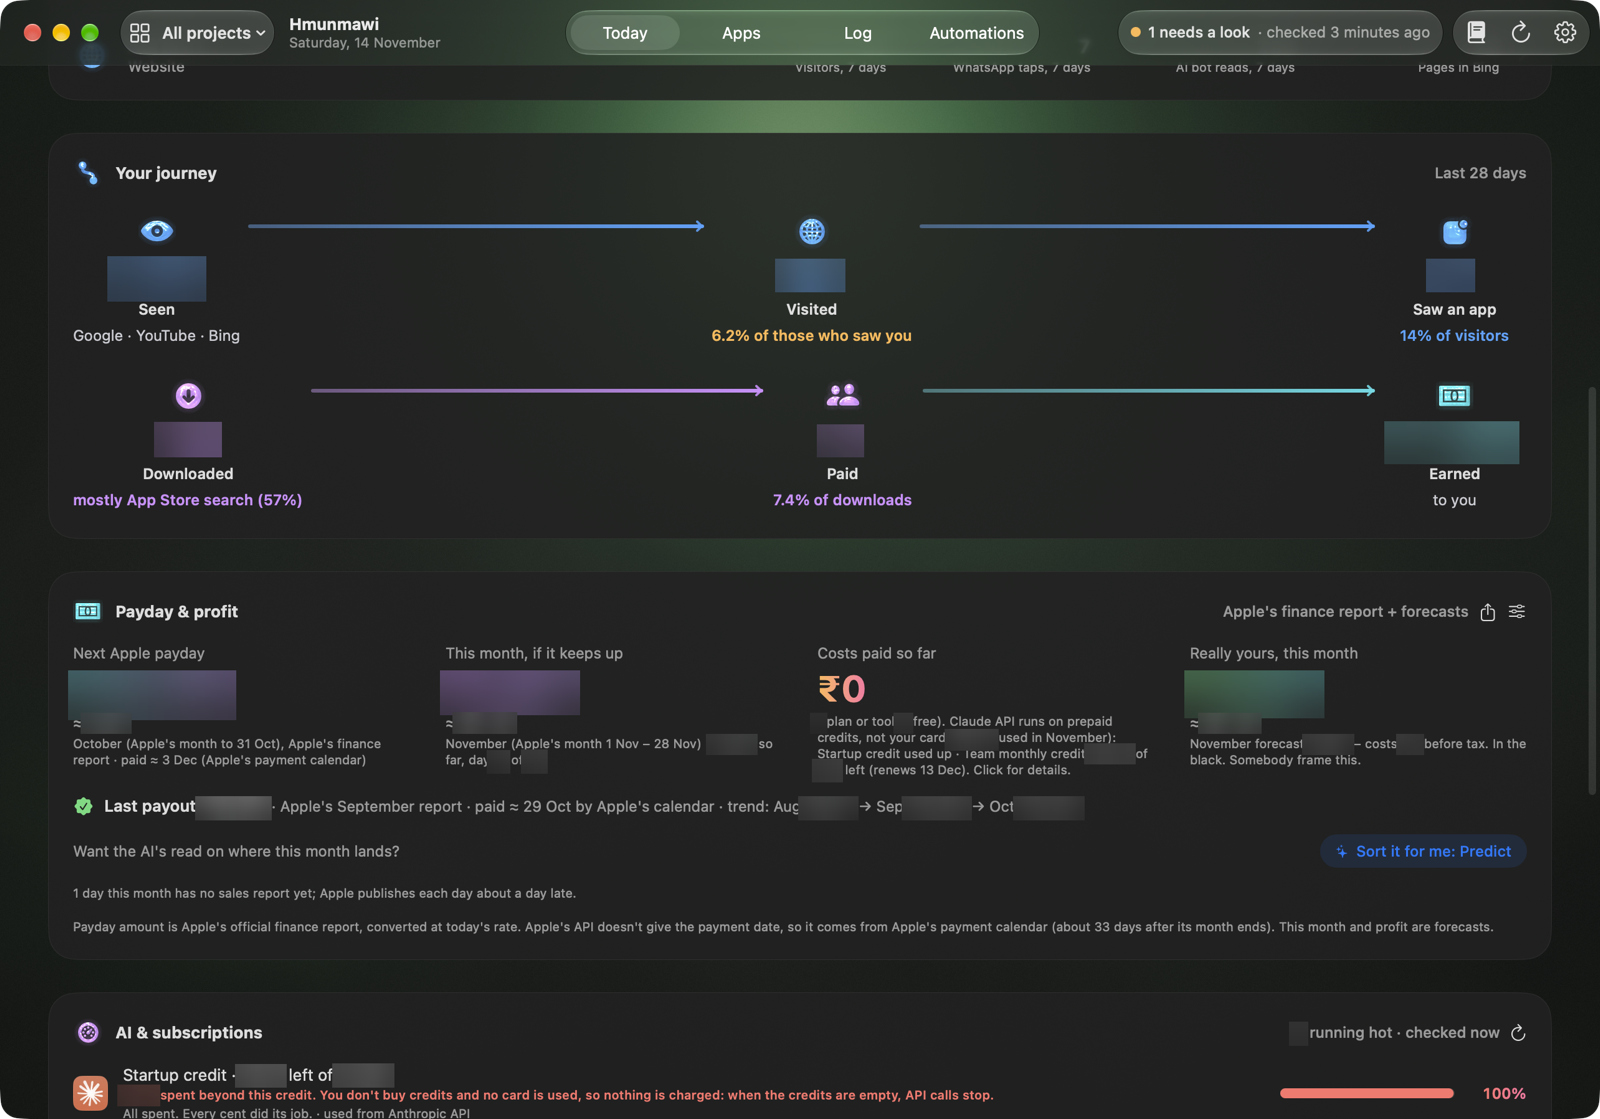 All projects
Hmunmawi
Saturday, 14 November
Today
Apps
Log
Automations
1 needs a look · checked 3 minutes ago
Website
Visitors, 7 days
WhatsApp taps, 7 days
AI bot reads, 7 days
Pages in Bing
Your journey
Last 28 days
Seen
Google · YouTube · Bing
Visited
6.2% of those who saw you
Saw an app
14% of visitors
Downloaded
mostly App Store search (57%)
Paid
7.4% of downloads
Earned
to you
Payday & profit
Apple's finance report + forecasts
Next Apple payday
≈
October (Apple's month to 31 Oct), Apple's finance
report · paid ≈ 3 Dec (Apple's payment calendar)
This month, if it keeps up
≈
November (Apple's month 1 Nov – 28 Nov) so
far, day of
Costs paid so far
₹0
plan or tool free). Claude API runs on prepaid
credits, not your card used in November):
Startup credit used up · Team monthly credit of
left (renews 13 Dec). Click for details.
Really yours, this month
≈
November forecast – costs before tax. In the
black. Somebody frame this.
Last payout · Apple's September report · paid ≈ 29 Oct by Apple's calendar · trend: Aug → Sep → Oct
Want the AI's read on where this month lands?
Sort it for me: Predict
1 day this month has no sales report yet; Apple publishes each day about a day late.
Payday amount is Apple's official finance report, converted at today's rate. Apple's API doesn't give the payment date, so it comes from Apple's payment calendar (about 33 days after its month ends). This month and profit are forecasts.
AI & subscriptions
running hot · checked now
Startup credit · left of
spent beyond this credit. You don't buy credits and no card is used, so nothing is charged: when the credits are empty, API calls stop.
100%
All spent. Every cent did its job. · used from Anthropic API